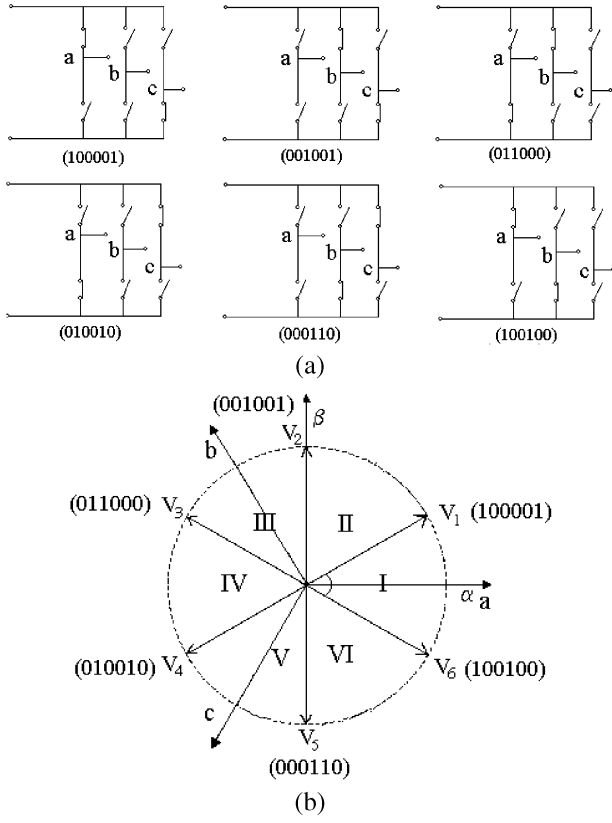 a b c a b c a b c
(100001) (001001) (011000)
a b c a b c a b c
(010010) (000110) (100100)
(a)
(001001) β
b V2
(011000) V3 III II V1 (100001)
IV I α a
(010010) V4 V VI V6 (100100)
c V5
(000110)
(b)